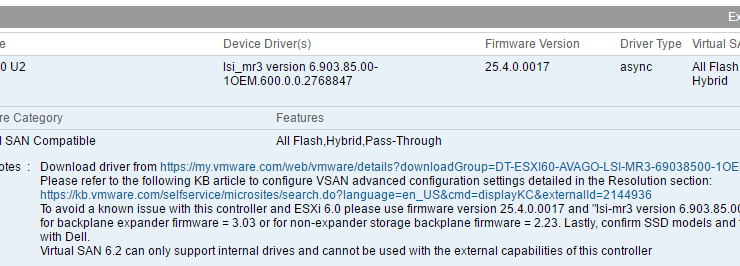 Ex
e Device Driver(s) Firmware Version Driver Type Virtual SA
0 U2 lsi_mr3 version 6.903.85.00- 25.4.0.0017 async All Flash
1OEM.600.0.0.2768847 Hybrid
re Category Features
l SAN Compatible All Flash,Hybrid,Pass-Through
otes : Download driver from https://my.vmware.com/web/vmware/details?downloadGroup=DT-ESXI60-AVAGO-LSI-MR3-69038500-1OE
Please refer to the following KB article to configure VSAN advanced configuration settings detailed in the Resolution section:
https://kb.vmware.com/selfservice/microsites/search.do?language=en_US&cmd=displayKC&externalId=2144936
To avoid a known issue with this controller and ESXi 6.0 please use firmware version 25.4.0.0017 and "lsi-mr3 version 6.903.85.00
for backplane expander firmware = 3.03 or for non-expander storage backplane firmware = 2.23. Lastly, confirm SSD models and
with Dell.
Virtual SAN 6.2 can only support internal drives and cannot be used with the external capabilities of this controller